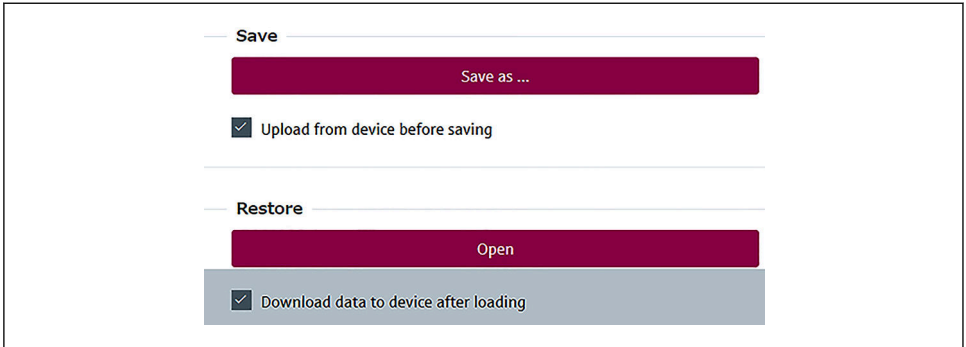 Save
Save as ...
Upload from device before saving
Restore
Open
Download data to device after loading